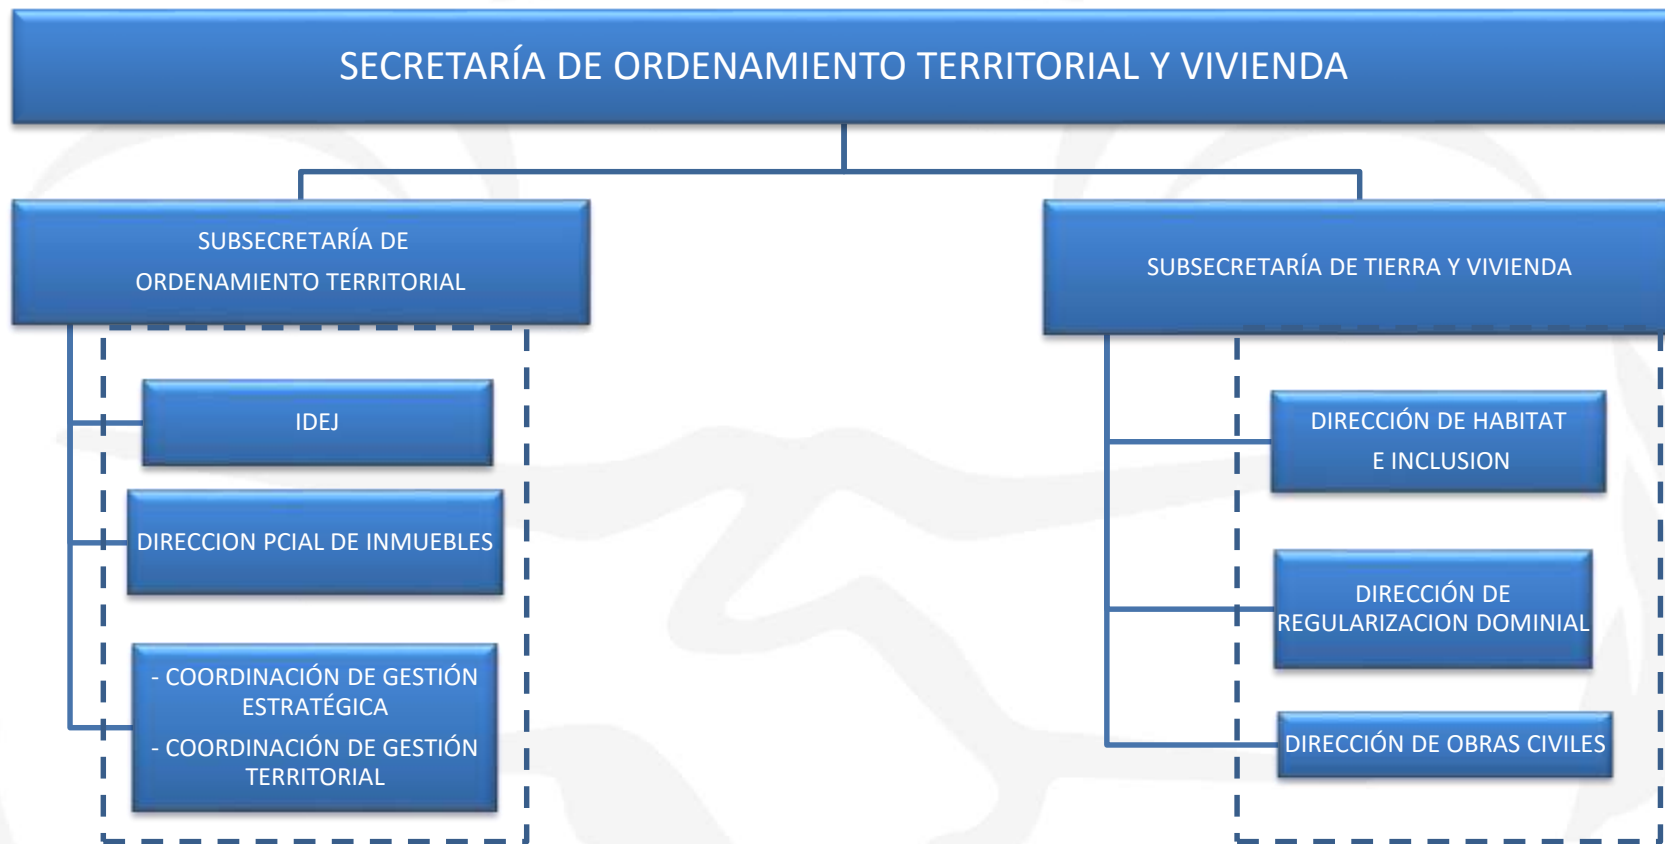 SECRETARÍA DE ORDENAMIENTO TERRITORIAL Y VIVIENDA
SUBSECRETARÍA DE
ORDENAMIENTO TERRITORIAL
IDEJ
DIRECCION PCIAL DE INMUEBLES
- COORDINACIÓN DE GESTIÓN
ESTRATÉGICA
- COORDINACIÓN DE GESTIÓN
TERRITORIAL
SUBSECRETARÍA DE TIERRA Y VIVIENDA
DIRECCIÓN DE HABITAT
E INCLUSION
DIRECCIÓN DE
REGULARIZACION DOMINIAL
DIRECCIÓN DE OBRAS CIVILES